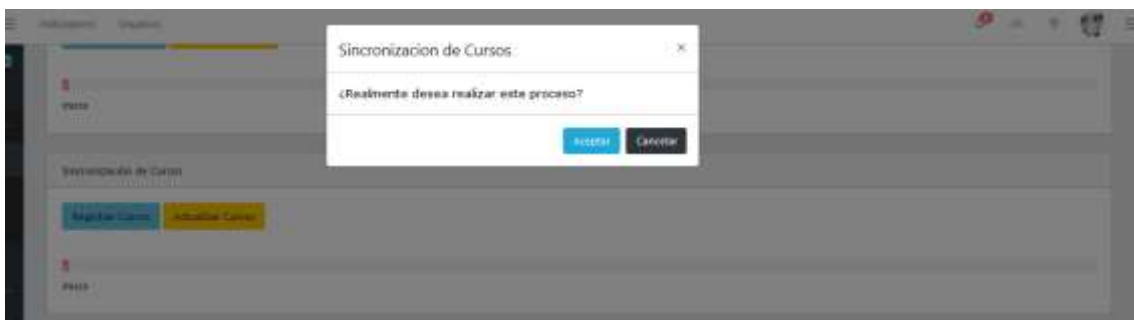 Sincronizacion de Cursos
×
¿Realmente desea realizar este proceso?
Aceptar Cancelar
Sincronización de Cursos
Registrar Cursos Actualizar Cursos